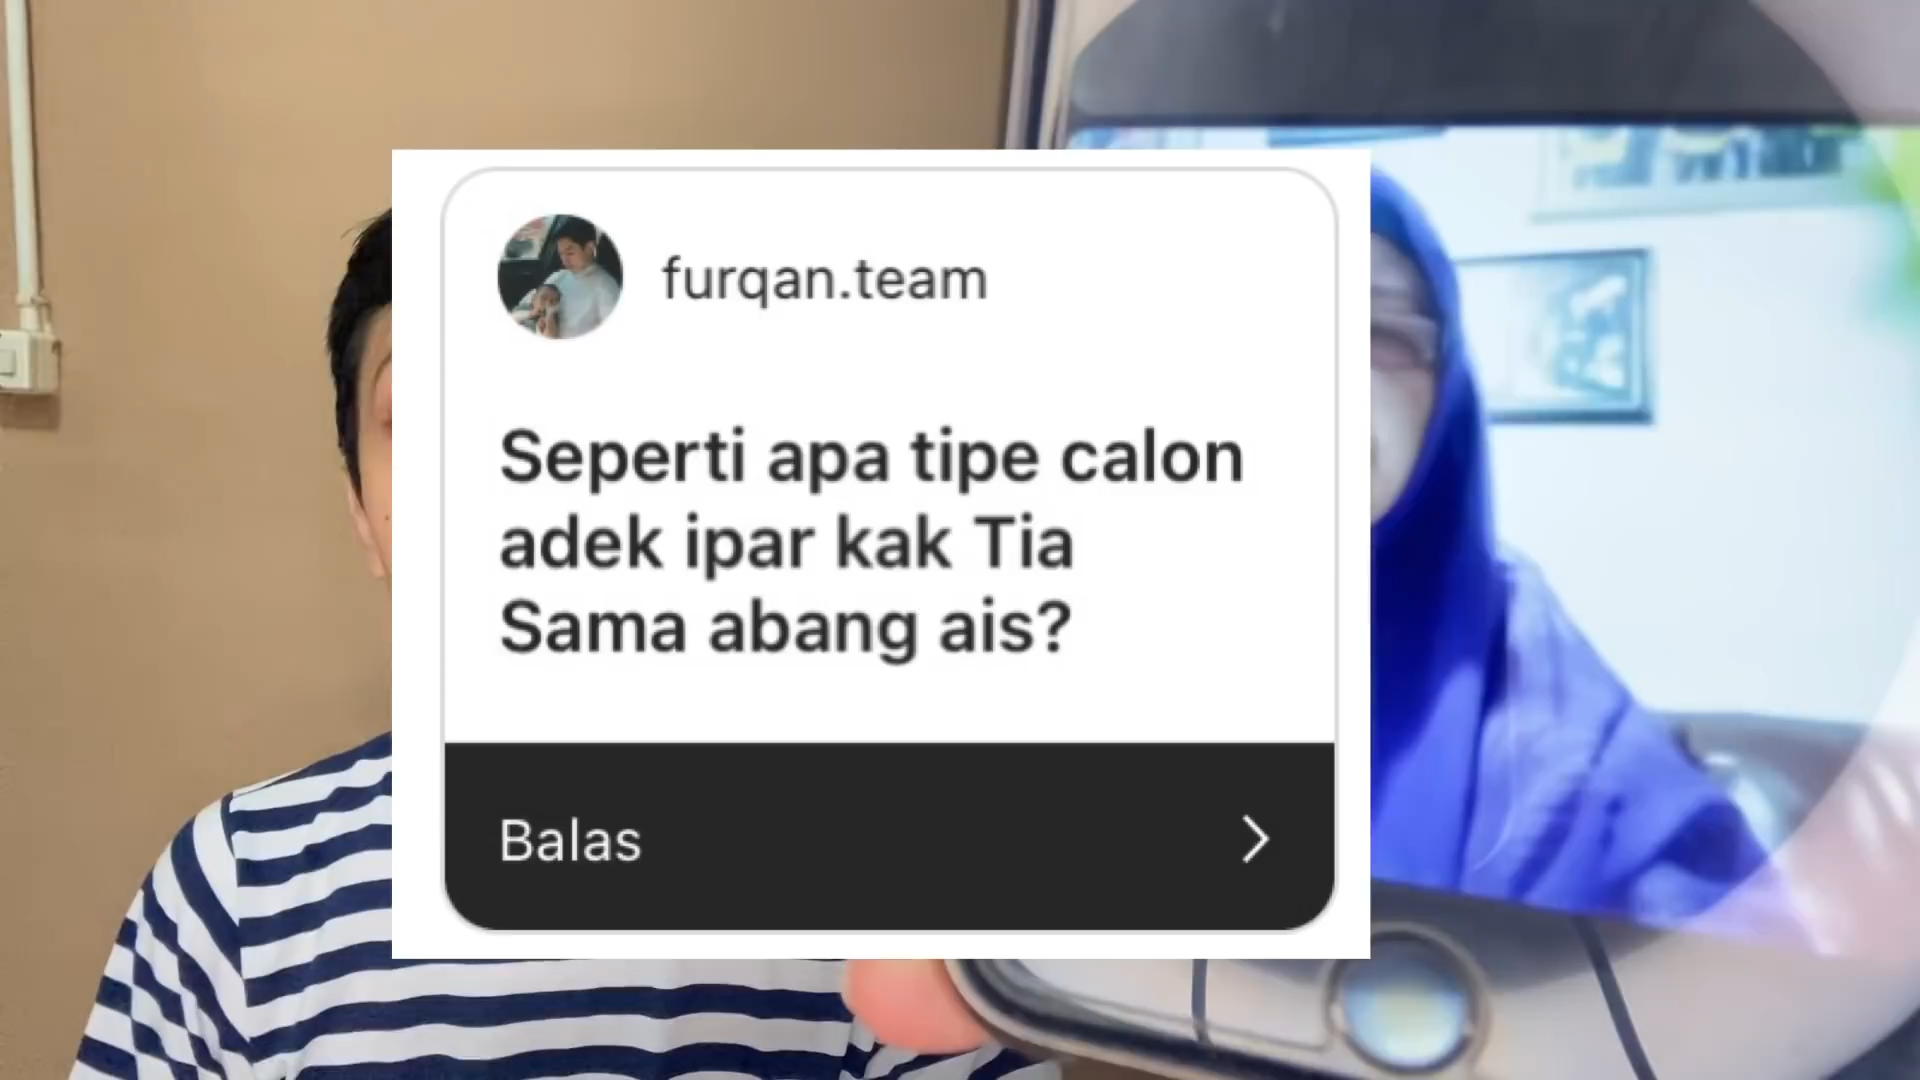 furqan.team
Seperti apa tipe calon
adek ipar kak Tia
Sama abang ais?
Balas